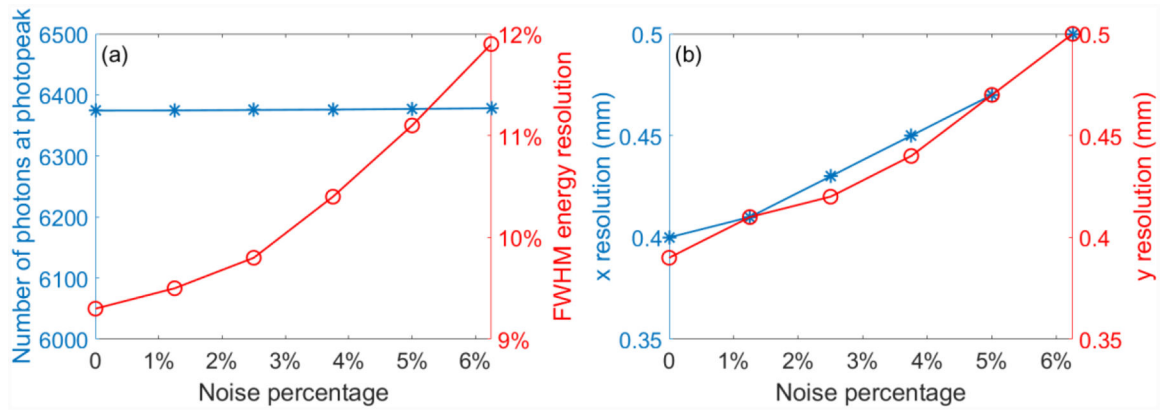 (a)
Number of photons at photopeak
6500
6400
6300
6200
6100
6000
12%
11%
10%
9%
FWHM energy resolution
0 1% 2% 3% 4% 5% 6%
Noise percentage
(b)
x resolution (mm)
0.5
0.45
0.4
0.35
0.5
0.45
0.4
0.35
y resolution (mm)
0 1% 2% 3% 4% 5% 6%
Noise percentage